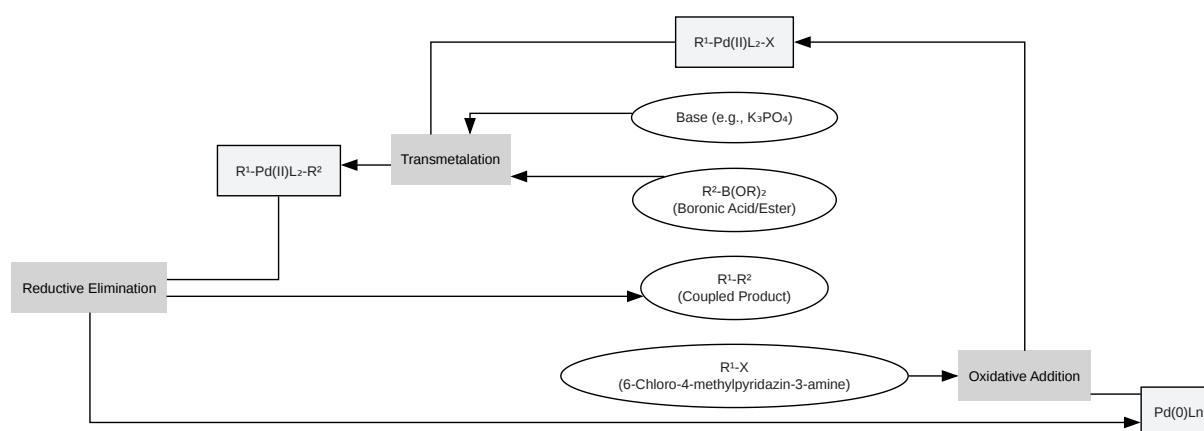 R¹-Pd(II)L₂-X
Base (e.g., K₃PO₄)
Transmetalation
R¹-Pd(II)L₂-R²
R²-B(OR)₂
(Boronic Acid/Ester)
Reductive Elimination
R¹-R²
(Coupled Product)
R¹-X
(6-Chloro-4-methylpyridazin-3-amine)
Oxidative Addition
Pd(0)Ln